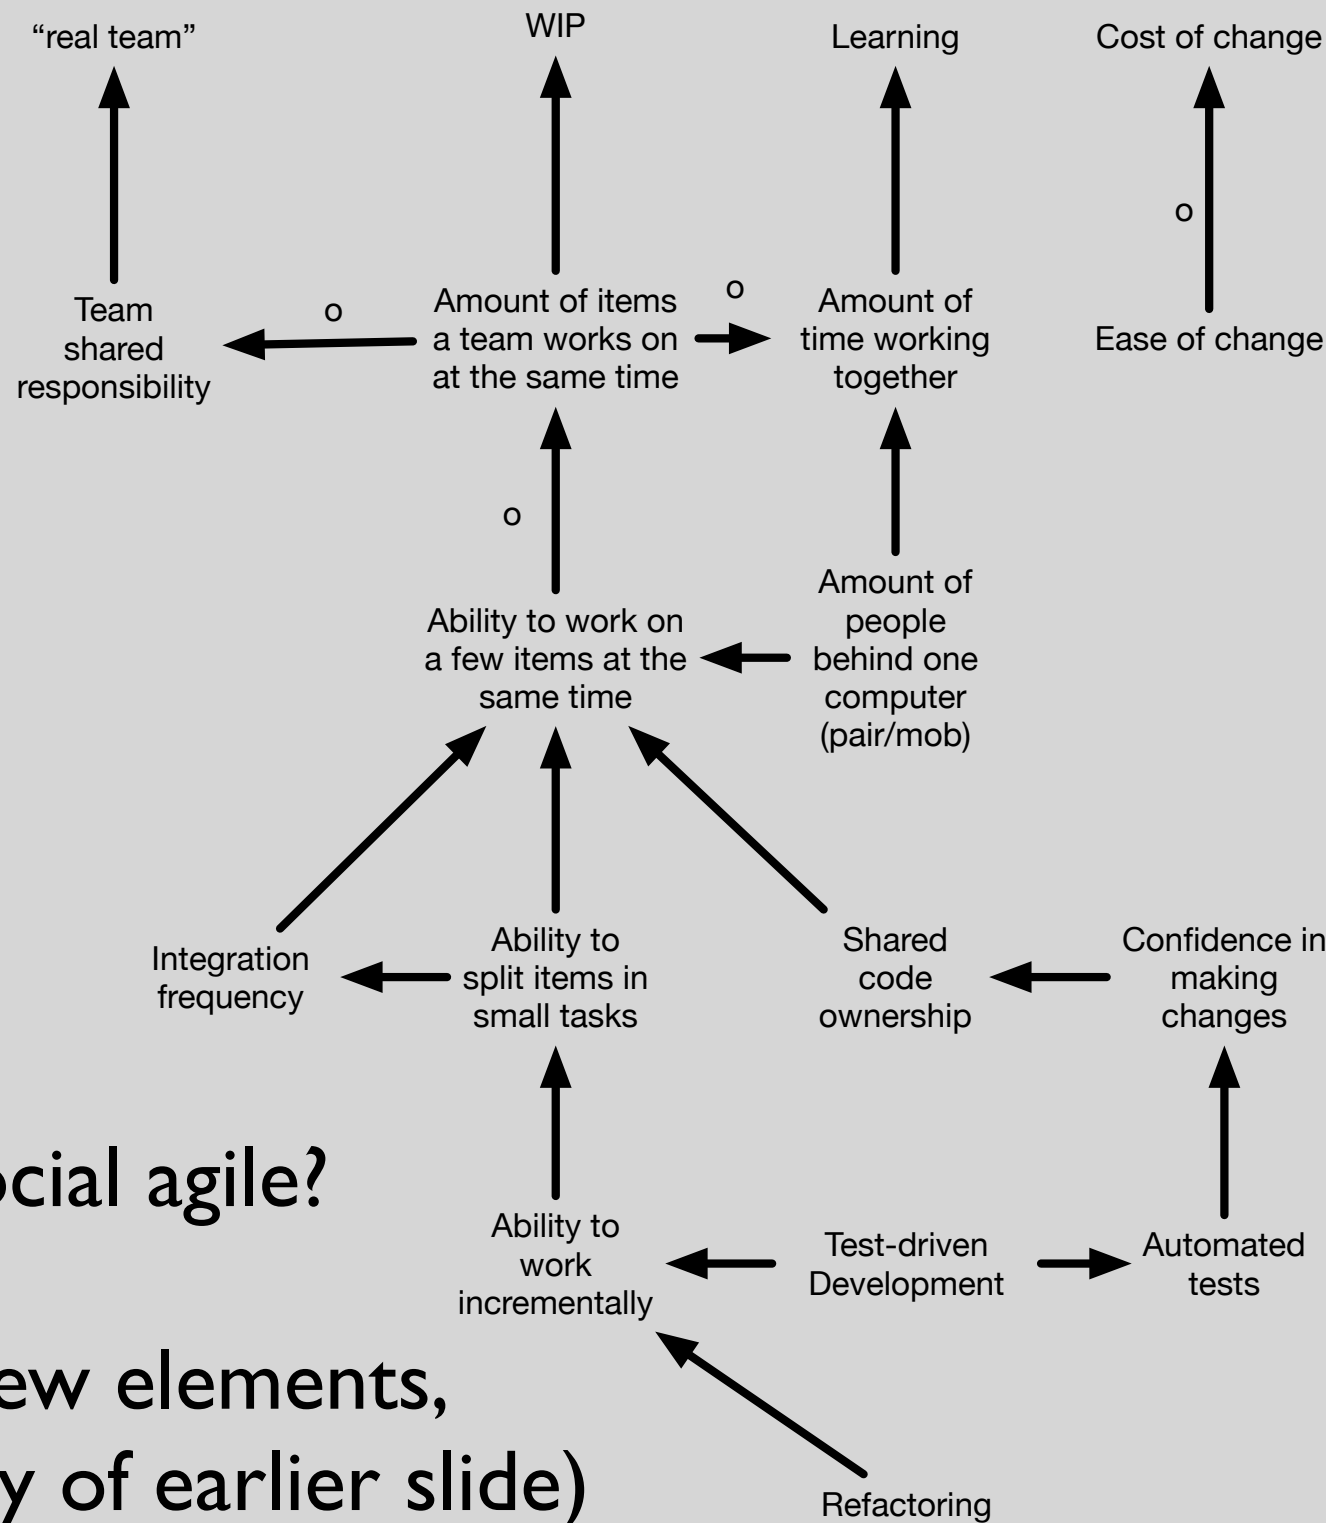 “real team”
WIP
Learning
Cost of change
o
Team
shared
responsibility
o
Amount of items
a team works on
at the same time
o
Amount of
time working
together
Ease of change
o
Ability to work on
a few items at the
same time
Amount of
people
behind one
computer
(pair/mob)
Integration
frequency
Ability to
split items in
small tasks
Shared
code
ownership
Confidence in
making
changes
agile?
Ability to
work
incrementally
Test-driven
Development
Automated
tests
elements,
of earlier slide)
Refactoring